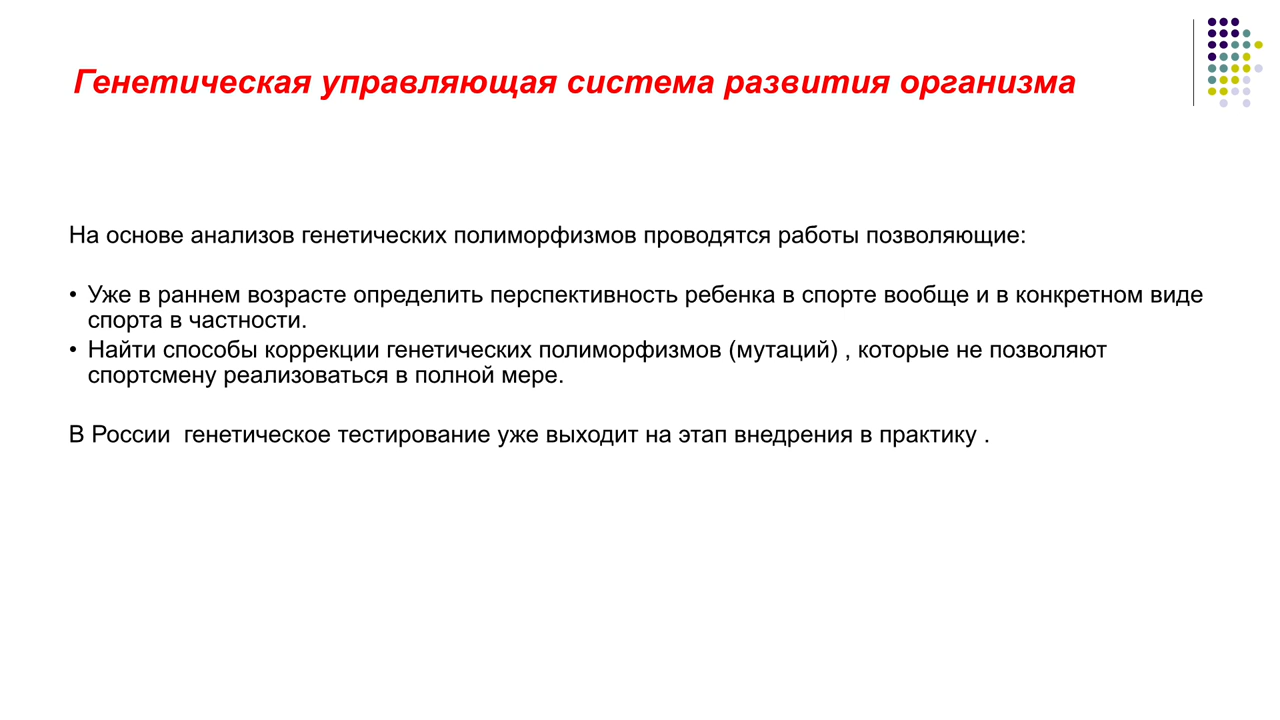 Генетическая управляющая система развития организма
На основе анализов генетических полиморфизмов проводятся работы позволяющие:
• Уже в раннем возрасте определить перспективность ребенка в спорте вообще и в конкретном виде
спорта в частности.
• Найти способы коррекции генетических полиморфизмов (мутаций) , которые не позволяют
спортсмену реализоваться в полной мере.
В России  генетическое тестирование уже выходит на этап внедрения в практику .